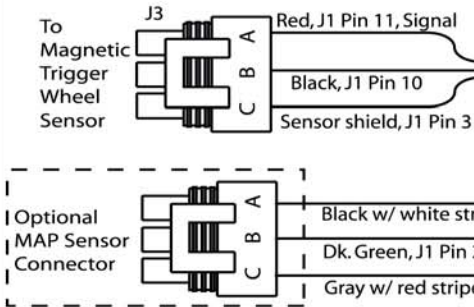 To
Magnetic
Trigger
Wheel
Sensor
J3
A
B
C
Red, J1 Pin 11, Signal
Black, J1 Pin 10
Sensor shield, J1 Pin 3
Optional
MAP Sensor
Connector
A
B
C
Black w/ white
Dk. Green, J1 Pin
Gray w/ red stripe